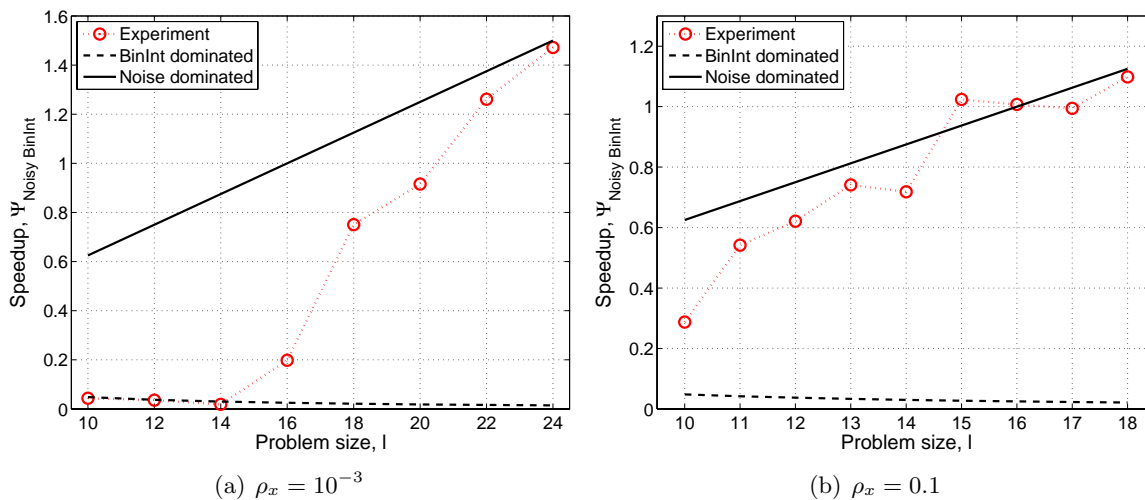 Experiment
BinInt dominated
Noise dominated
1.6
1.4
1.2
1
0.8
0.6
0.4
0.2
0
Speedup, Ψ_Noisy BinInt
10 12 14 16 18 20 22 24
Problem size, l
(a) ρ_x = 10^−3
Experiment
BinInt dominated
Noise dominated
1.2
1
0.8
0.6
0.4
0.2
0
Speedup, Ψ_Noisy BinInt
10 11 12 13 14 15 16 17 18
Problem size, l
(b) ρ_x = 0.1